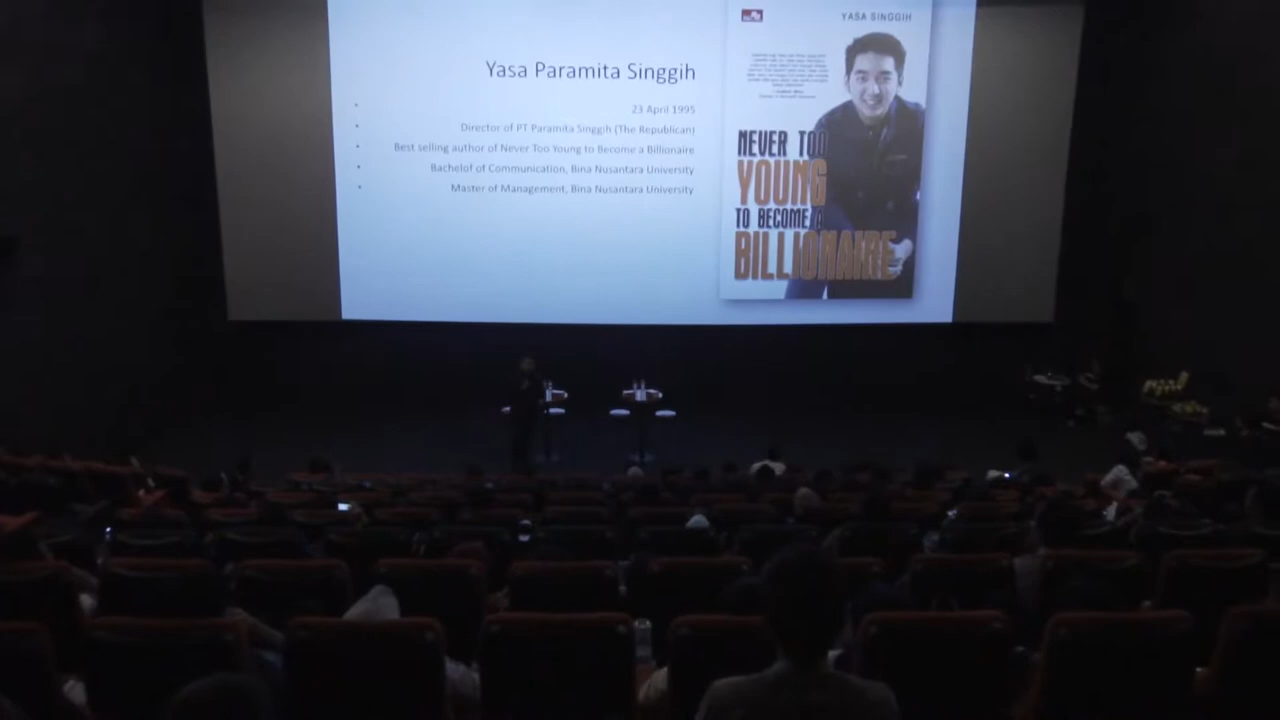 Yasa Paramita Singgih
23 April 1995
Director of PT Paramita Singgih (The Republican)
Best selling author of Never Too Young to Become a Billionaire
Bachelof of Communication, Bina Nusantara University
Master of Management, Bina Nusantara University
YASA SINGGIH
NEVER TOO
YOUNG
TO BECOME A
BILLIONAIRE